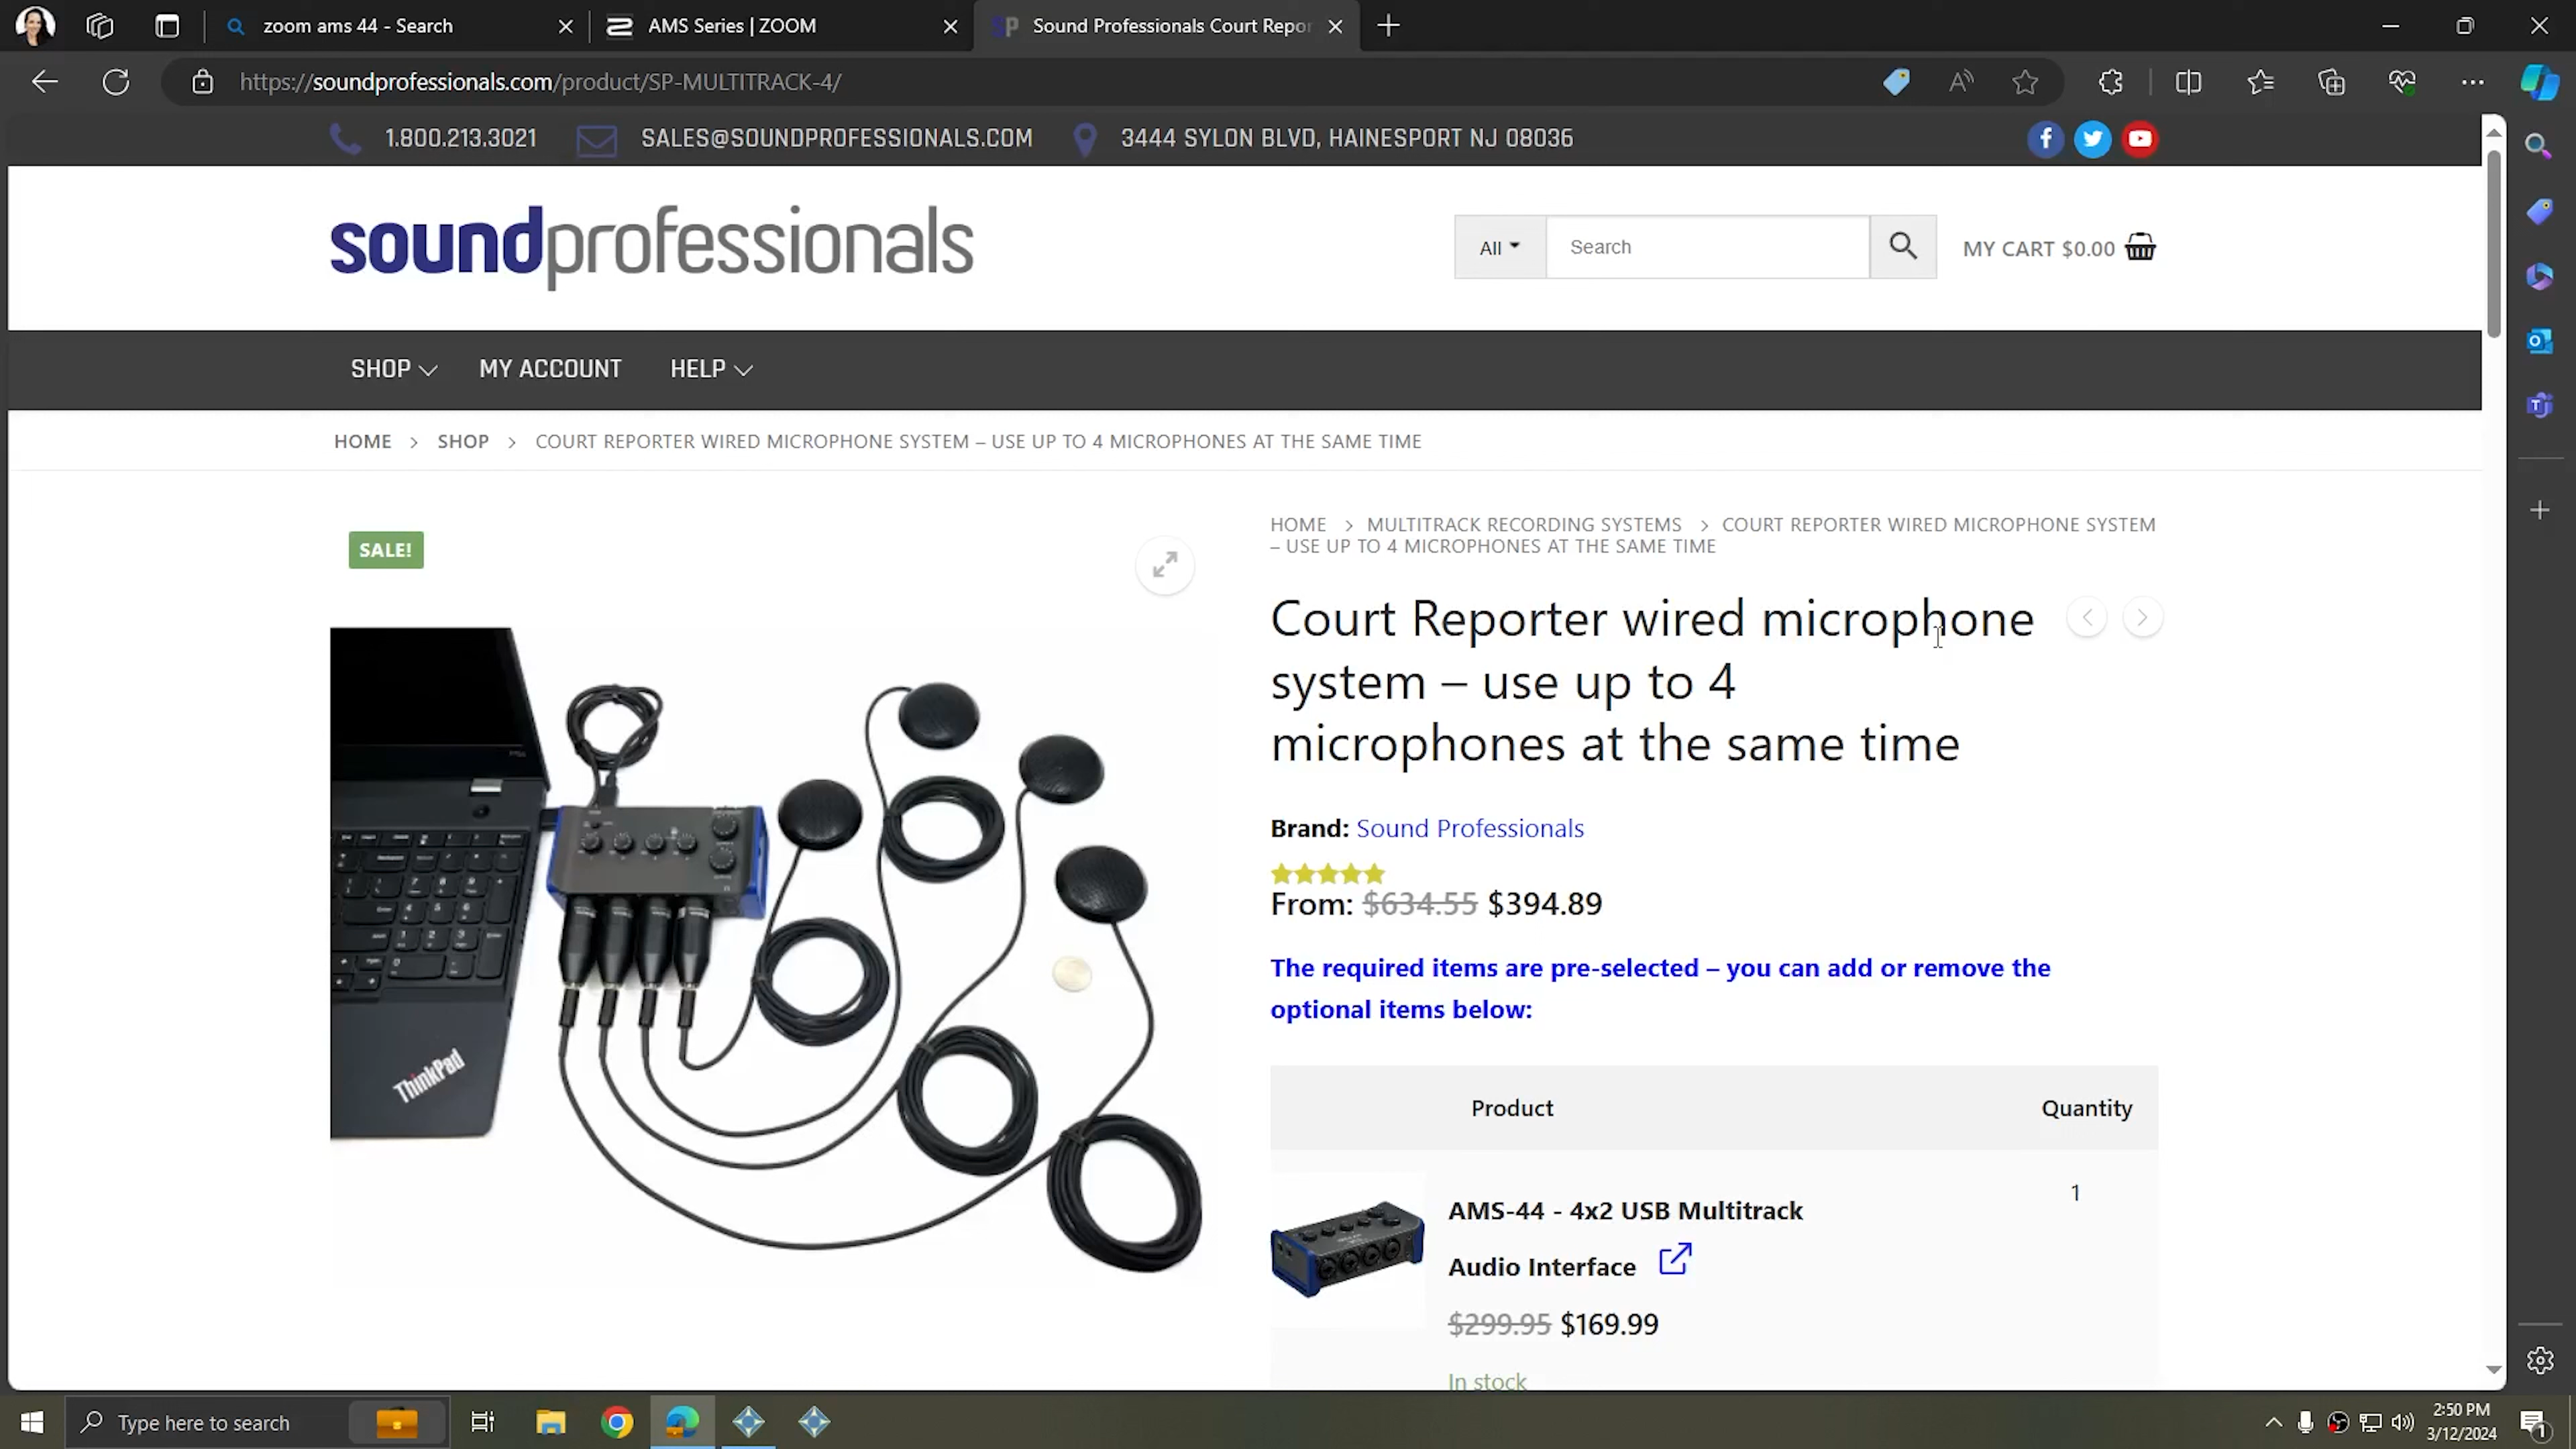 zoom ams 44 - Search
AMS Series | ZOOM
Sound Professionals Court Repor
https://soundprofessionals.com/product/SP-MULTITRACK-4/
1.800.213.3021
SALES@SOUNDPROFESSIONALS.COM
3444 SYLON BLVD, HAINESPORT NJ 08036
soundprofessionals
All
Search
MY CART $0.00
SHOP
MY ACCOUNT
HELP
HOME > SHOP > COURT REPORTER WIRED MICROPHONE SYSTEM – USE UP TO 4 MICROPHONES AT THE SAME TIME
SALE!
ThinkPad
HOME > MULTITRACK RECORDING SYSTEMS > COURT REPORTER WIRED MICROPHONE SYSTEM
– USE UP TO 4 MICROPHONES AT THE SAME TIME
Court Reporter wired microphone
system – use up to 4
microphones at the same time
Brand: Sound Professionals
From: $634.55 $394.89
The required items are pre-selected – you can add or remove the
optional items below:
Product
Quantity
AMS-44 - 4x2 USB Multitrack
Audio Interface
1
$299.95 $169.99
In stock
Type here to search
2:50 PM
3/12/2024
1